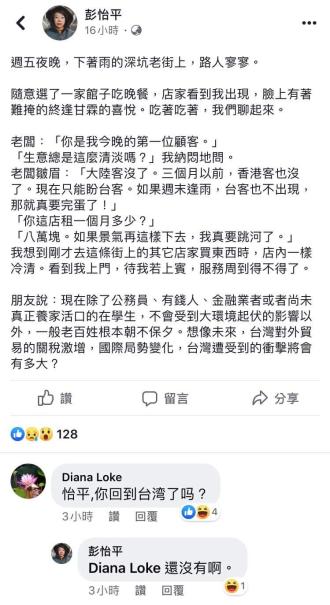 彭怡平
16小時 ·
週五夜晚，下著雨的深坑老街上，路人寥寥。
隨意選了一家館子吃晚餐，店家看到我出現，臉上有著
難掩的終逢甘霖的喜悅。吃著吃著，我們聊起來。
老闆：「你是我今晚的第一位顧客。」
「生意總是這麼清淡嗎？」我納悶地問。
老闆皺眉：「大陸客沒了。三個月以前，香港客也沒
了。現在只能盼台客。如果週末逢雨，台客也不出現，
那就真要完蛋了！」
「你這店租一個月多少？」
「八萬塊。如果景氣再這樣下去，我真要跳河了。」
我想到剛才去這條街上的其它店家買東西時，店內一樣
冷清。看到我上門，待我若上賓，服務周到得不得了。
朋友說：現在除了公務員、有錢人、金融業者或者尚未
真正養家活口的在學生，不會受到大環境起伏的影響以
外，一般老百姓根本朝不保夕。想像未來，台灣對外貿
易的關稅激增，國際局勢變化，台灣遭受到的衝擊將會
有多大？
讚 留言 分享
128
Diana Loke
怡平,你回到台湾了吗？
3小時 讚 回覆 4
彭怡平
Diana Loke 還沒有啊。
3小時 讚 回覆 1